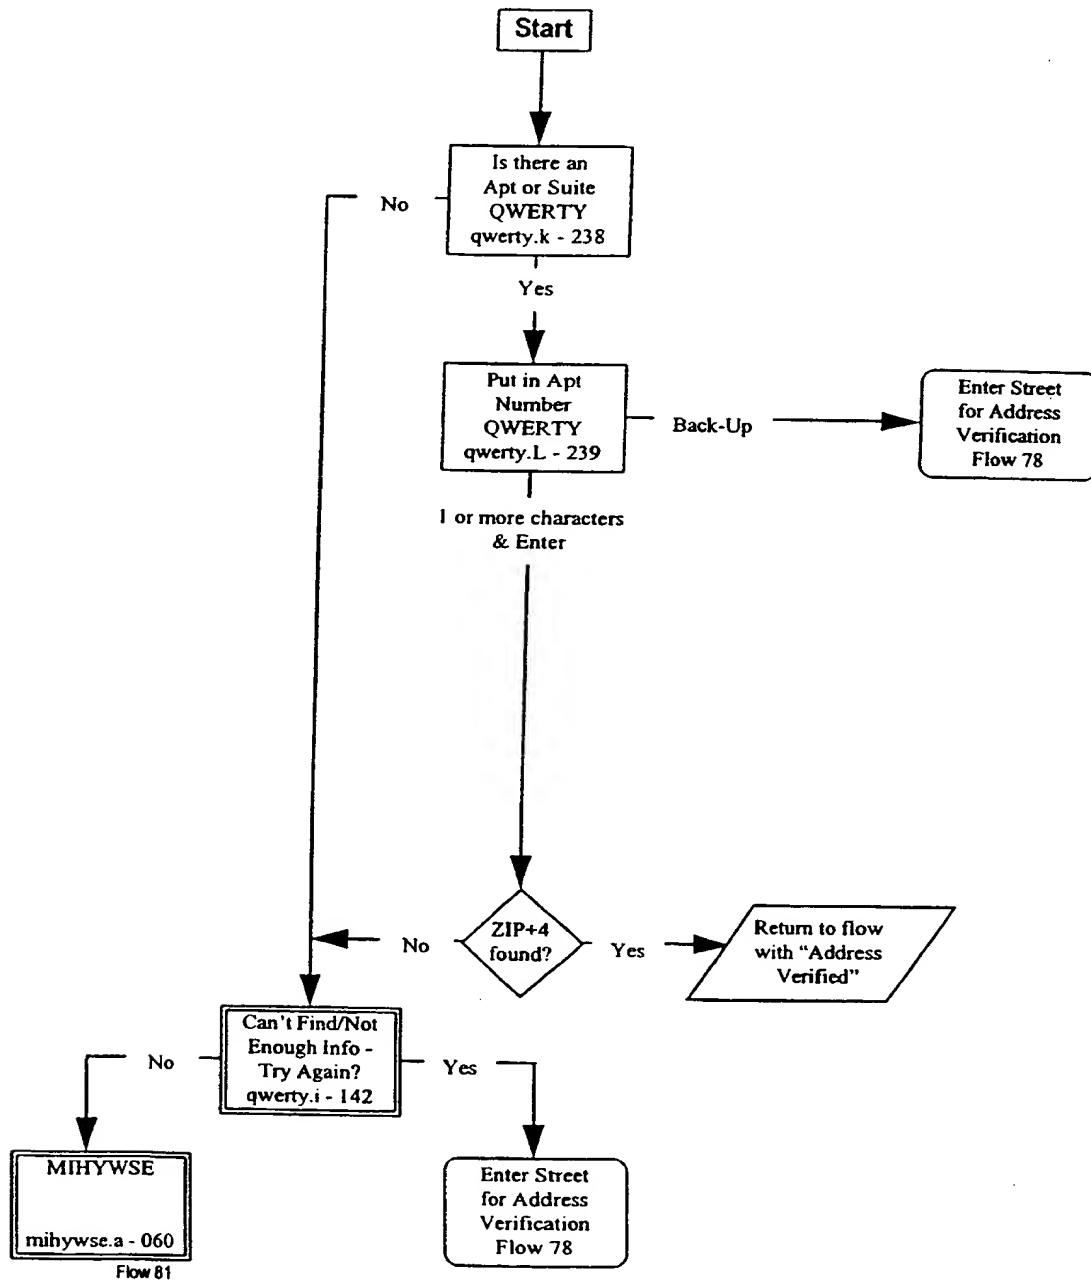 Start
Is there an
Apt or Suite
QWERTY
qwerty.k - 238
No
Yes
Put in Apt
Number
QWERTY
qwerty.L - 239
Back-Up
Enter Street
for Address
Verification
Flow 78
1 or more characters
& Enter
ZIP+4
found?
No
Yes
Return to flow
with “Address
Verified”
Can't Find/Not
Enough Info -
Try Again?
qwerty.i - 142
No
Yes
MIHYWSE
mihywse.a - 060
Flow 81
Enter Street
for Address
Verification
Flow 78